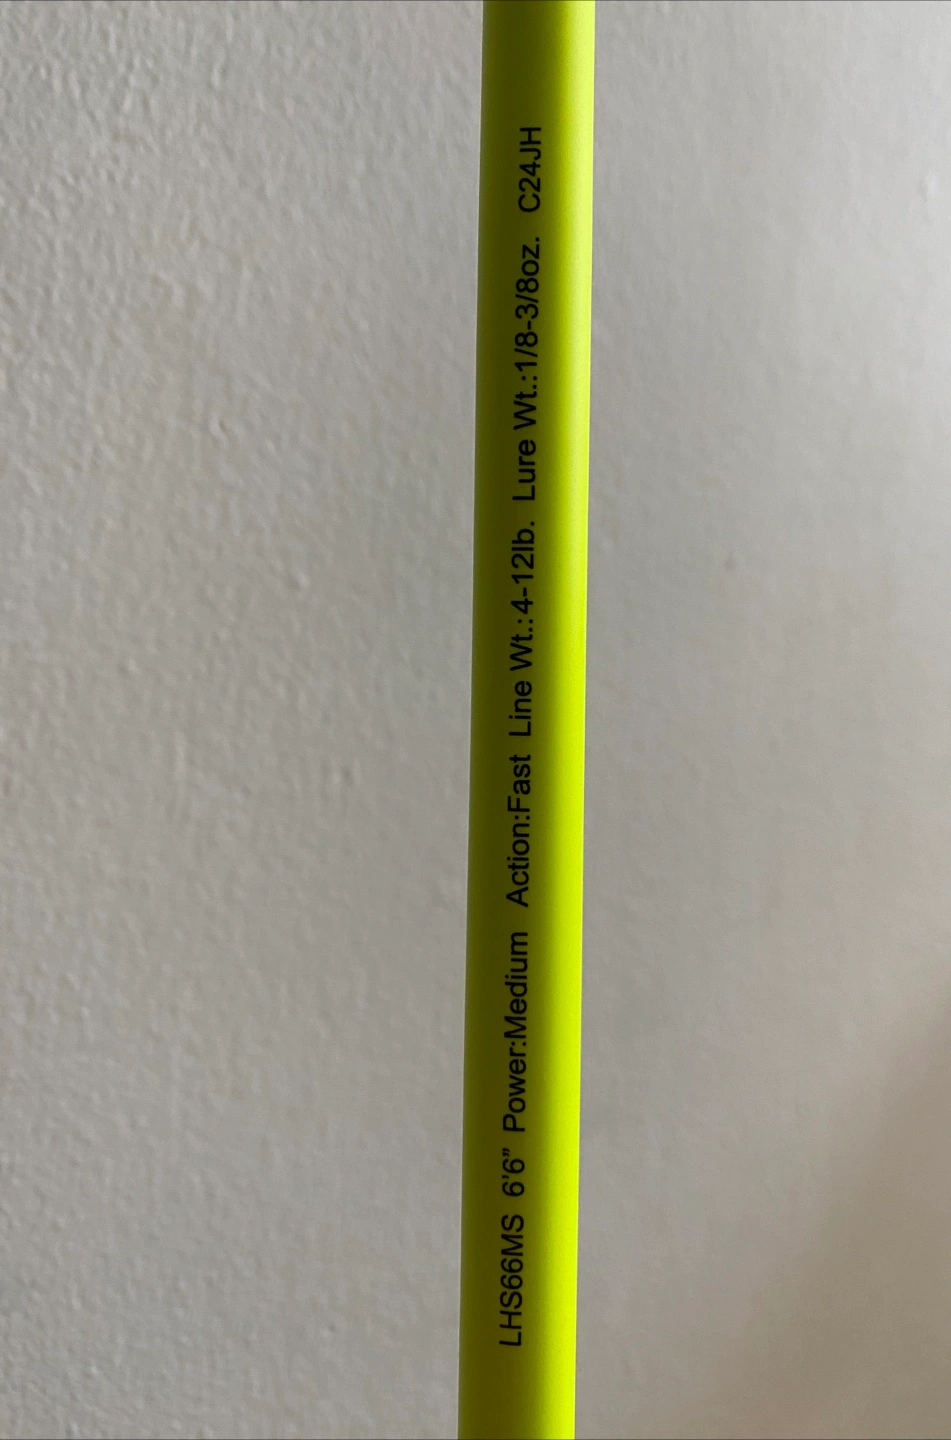 LHS66MS 6'6” Power:Medium Action:Fast Line Wt.:4-12lb. Lure Wt.:1/8-3/8oz. C24JH